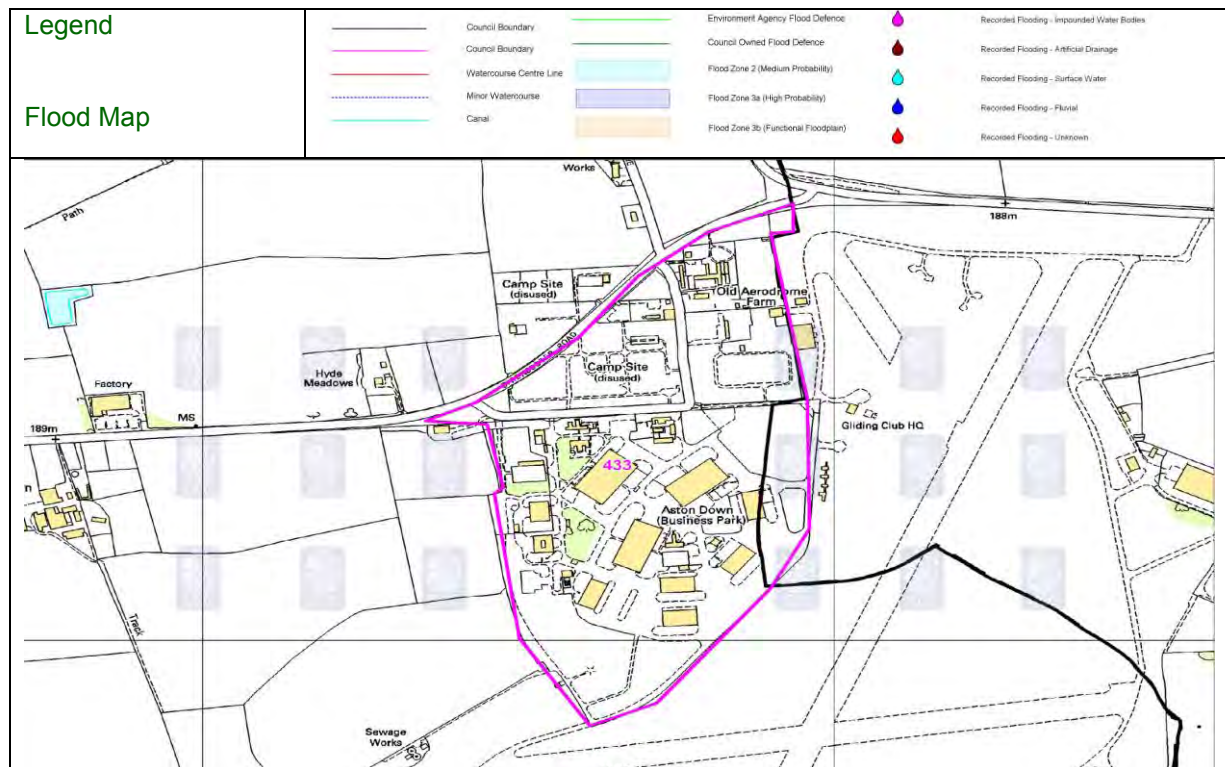 Legend
Flood Map
Council Boundary
Council Boundary
Watercourse Centre Line
Minor Watercourse
Canal
Environment Agency Flood Defence
Council Owned Flood Defence
Flood Zone 2 (Medium Probability)
Flood Zone 3a (High Probability)
Flood Zone 3b (Functional Floodplain)
Recorded Flooding - Impounded Water Bodies
Recorded Flooding - Artificial Drainage
Recorded Flooding - Surface Water
Recorded Flooding - Fluvial
Recorded Flooding - Unknown
Works
Path
188m
Camp Site
(disused)
Old Aerodrome
Farm
ROAD
Camp Site
(disused)
Hyde
Meadows
Factory
MS
189m
Gliding Club HQ
433
Aston Down
(Business Park)
Track
Sewage
Works